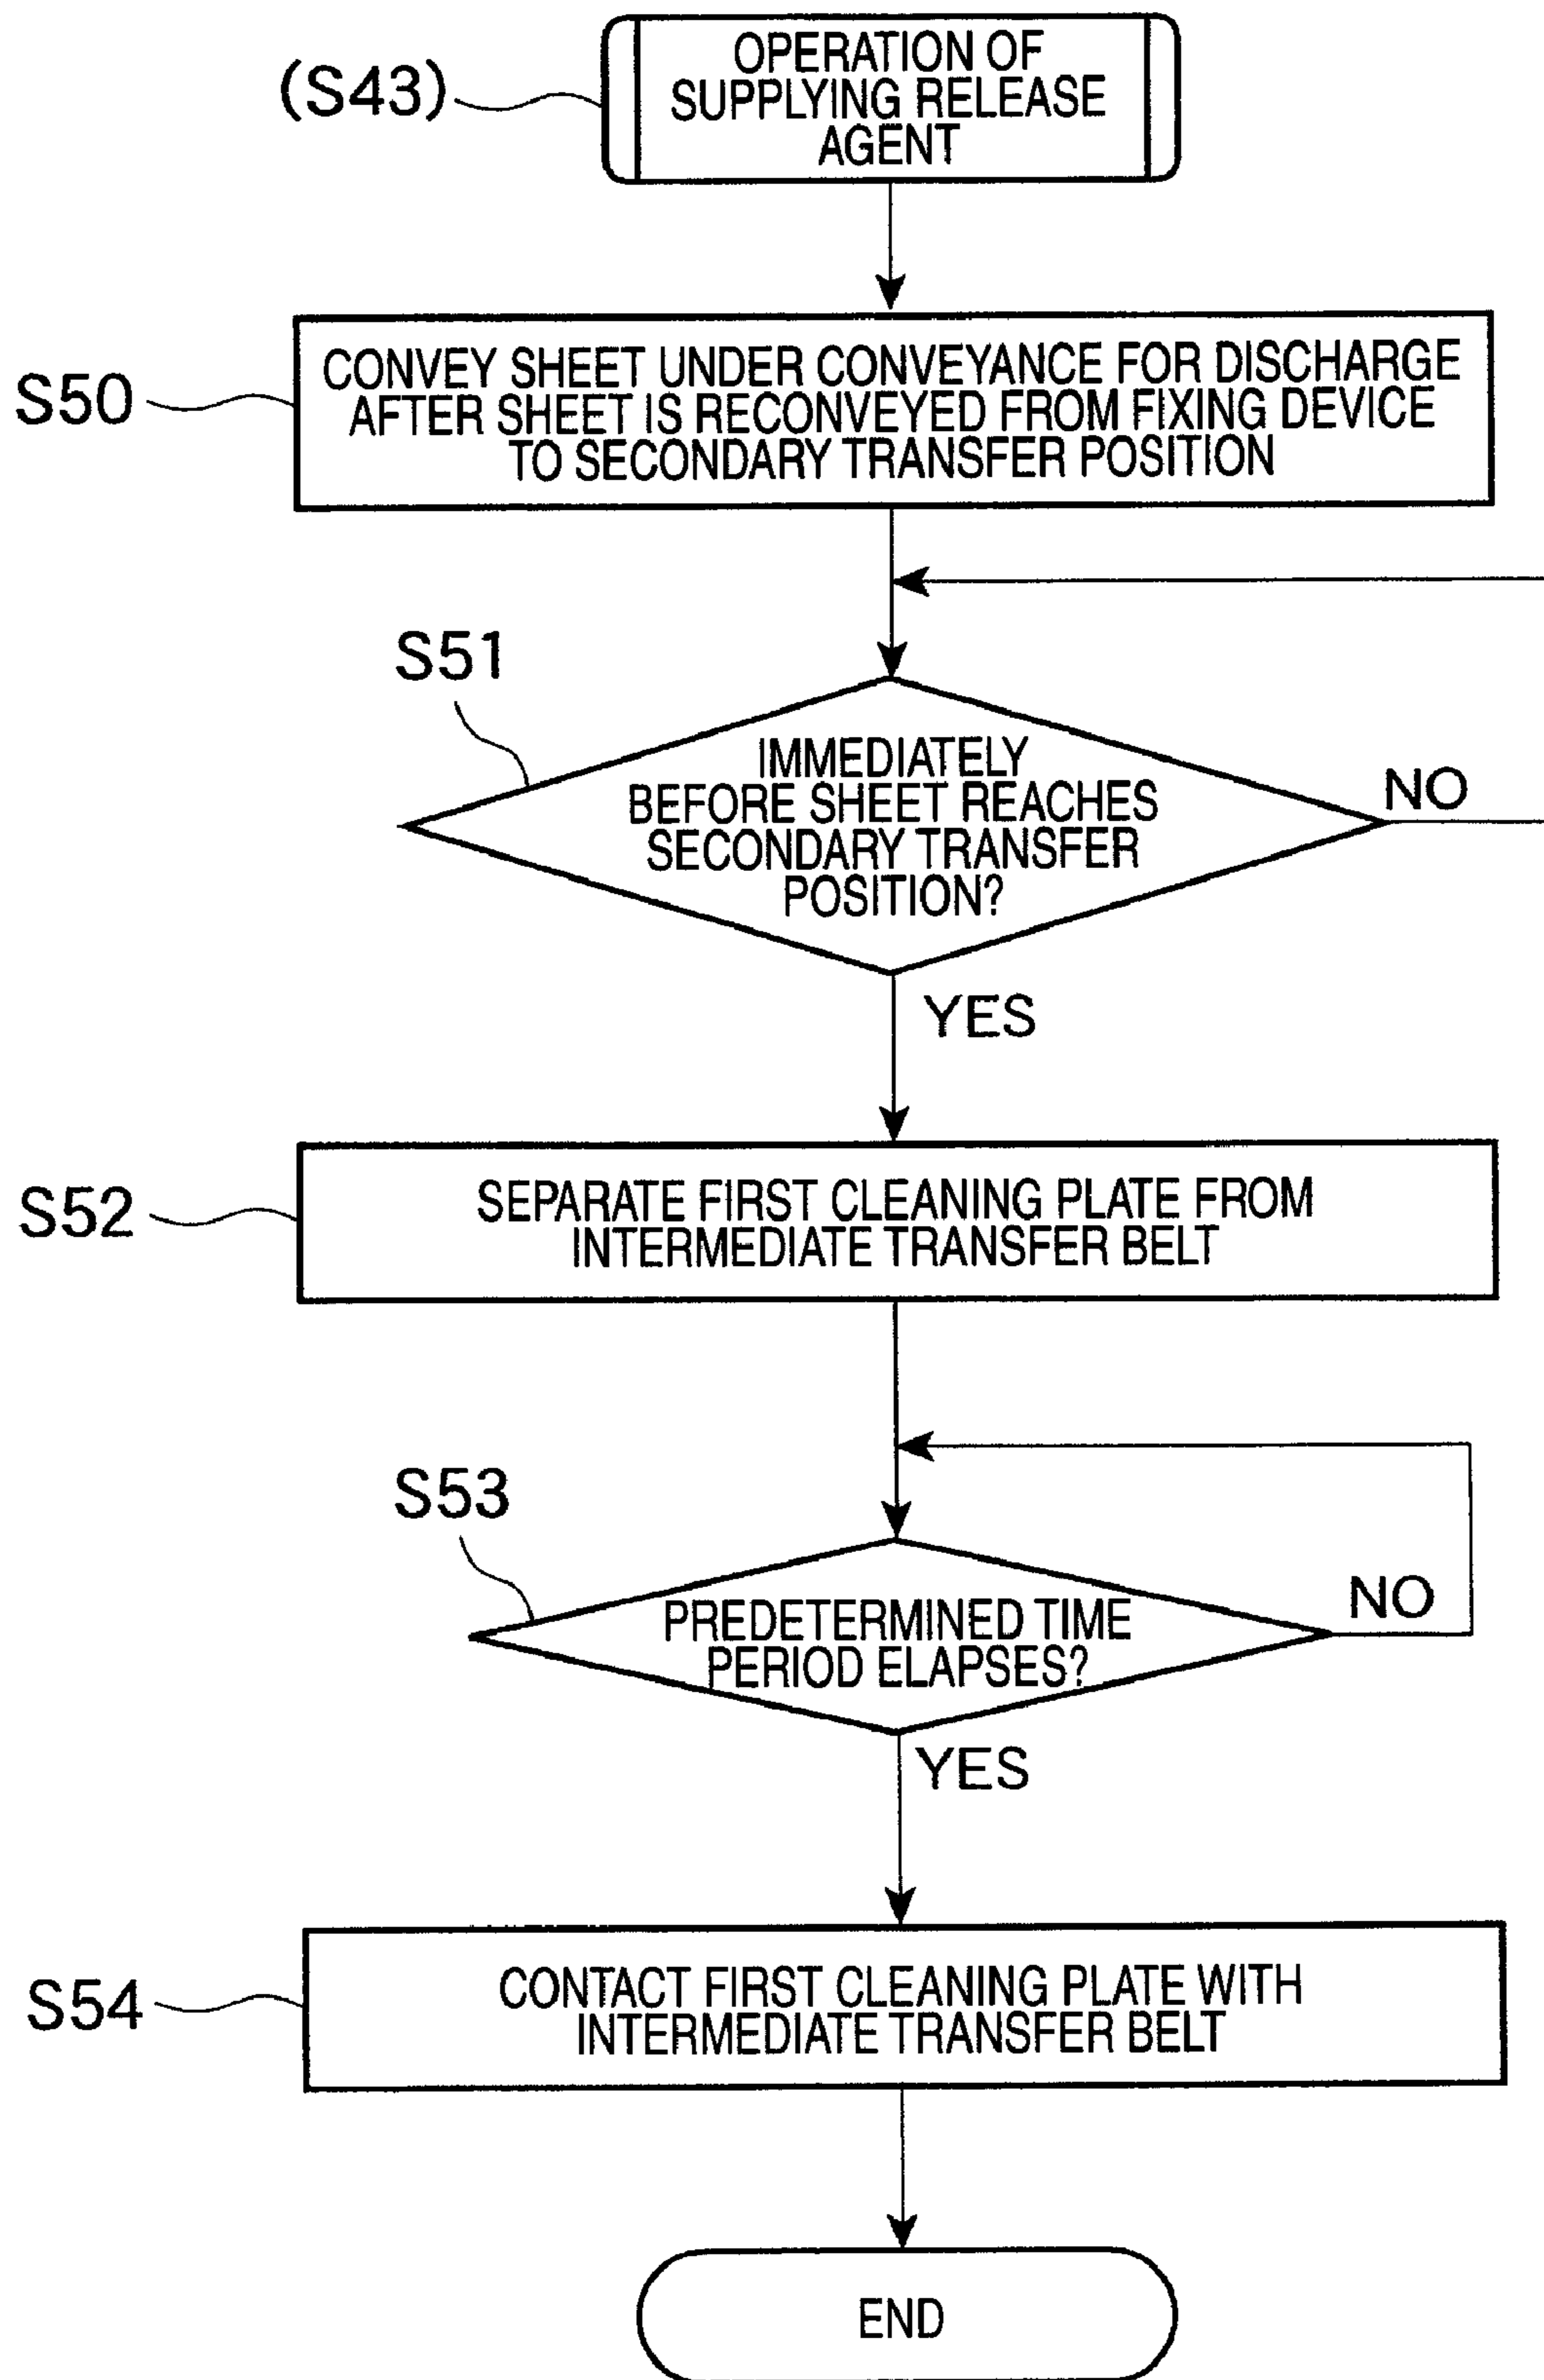 (S43)
OPERATION OF
SUPPLYING RELEASE
AGENT
S50
CONVEY SHEET UNDER CONVEYANCE FOR DISCHARGE
AFTER SHEET IS RECONVEYED FROM FIXING DEVICE
TO SECONDARY TRANSFER POSITION
S51
IMMEDIATELY
BEFORE SHEET REACHES
SECONDARY TRANSFER
POSITION?
NO
YES
S52
SEPARATE FIRST CLEANING PLATE FROM
INTERMEDIATE TRANSFER BELT
S53
PREDETERMINED TIME
PERIOD ELAPSES?
NO
YES
S54
CONTACT FIRST CLEANING PLATE WITH
INTERMEDIATE TRANSFER BELT
END